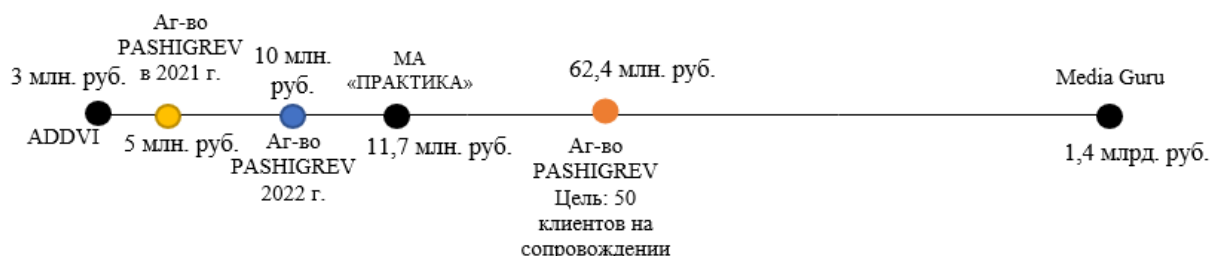 3 млн. руб.
ADDVI
Аг-во
PASHIGREV
в 2021 г.
5 млн. руб.
10 млн.
руб.
Аг-во
PASHIGREV
2022 г.
МА
«ПРАКТИКА»
11,7 млн. руб.
62,4 млн. руб.
Аг-во
PASHIGREV
Цель: 50
клиентов на
сопровождении
Media Guru
1,4 млрд. руб.